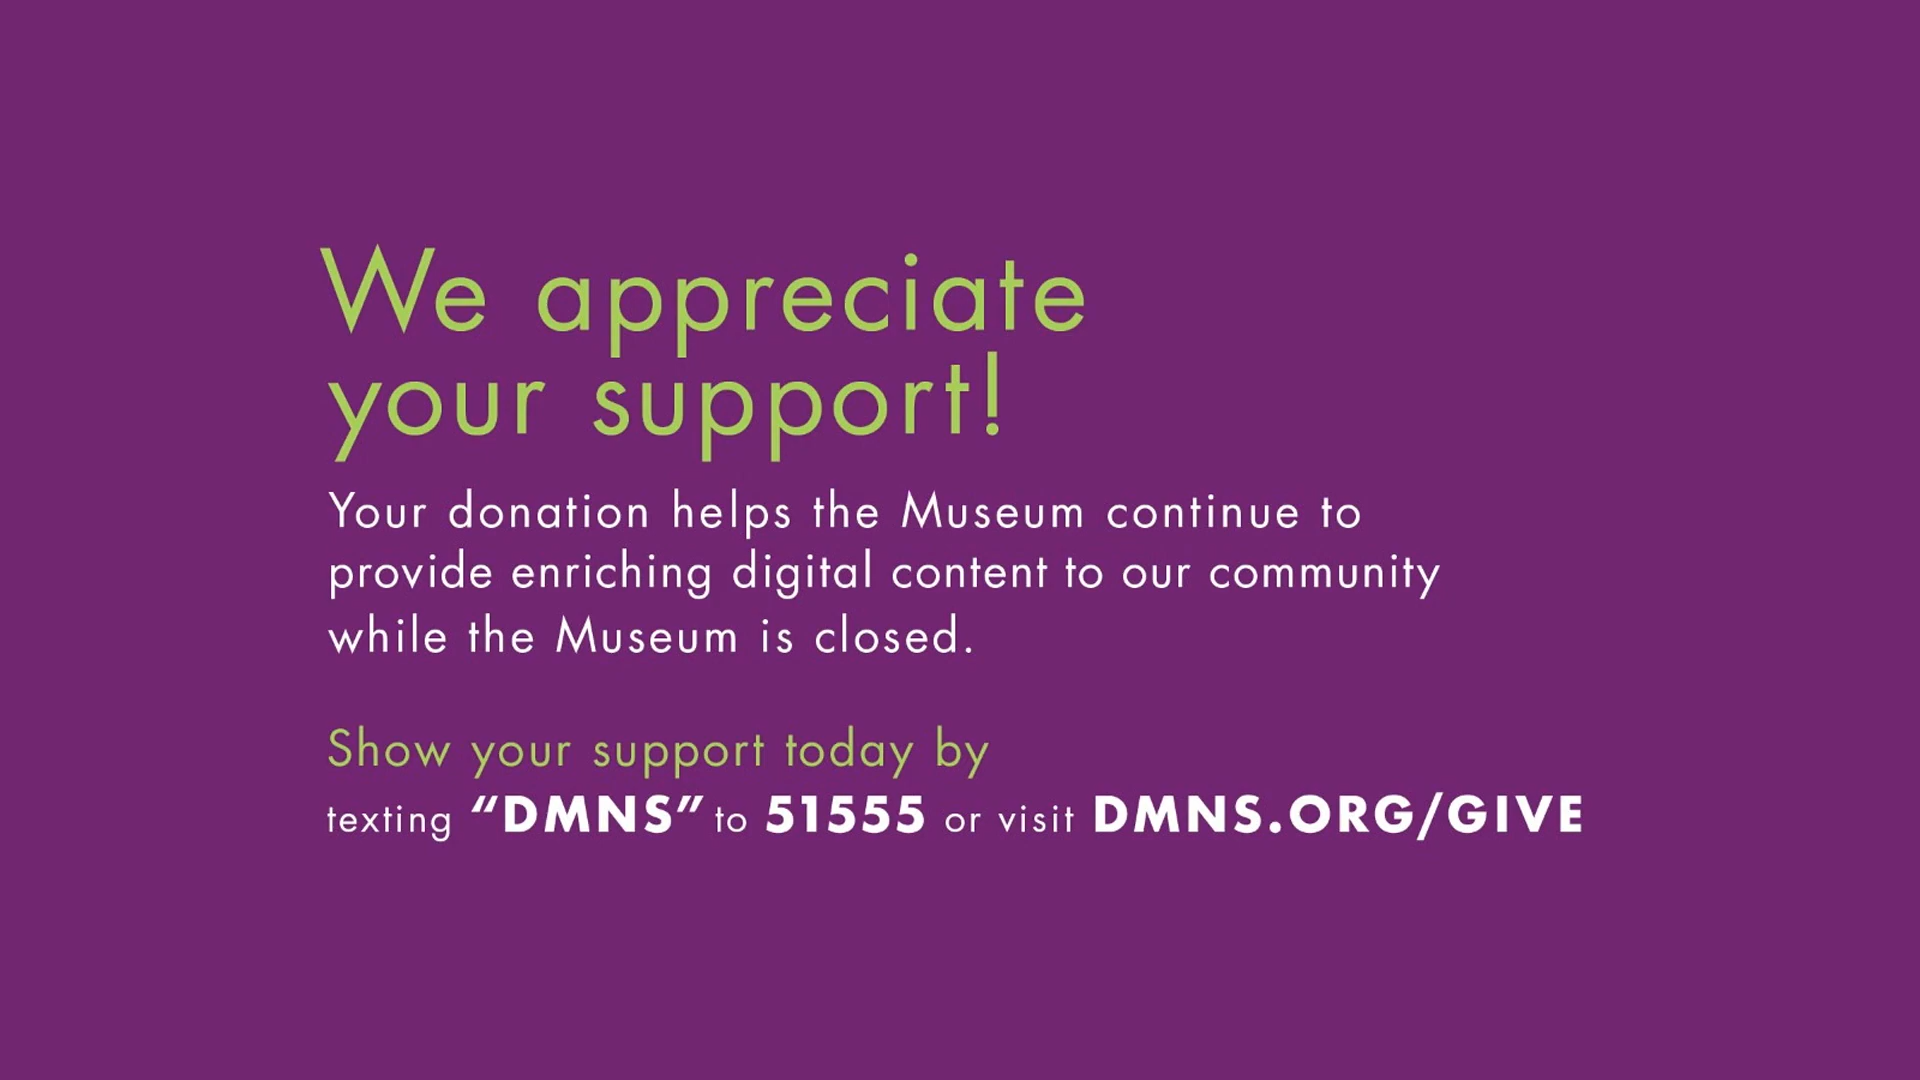 We appreciate
your support!
Your donation helps the Museum continue to
provide enriching digital content to our community
while the Museum is closed.
Show your support today by
texting “DMNS” to 51555 or visit DMNS.ORG/GIVE